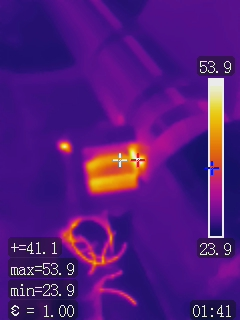 53.9
23.9
+=41.1
max=53.9
min=23.9
ε = 1.00
01:41